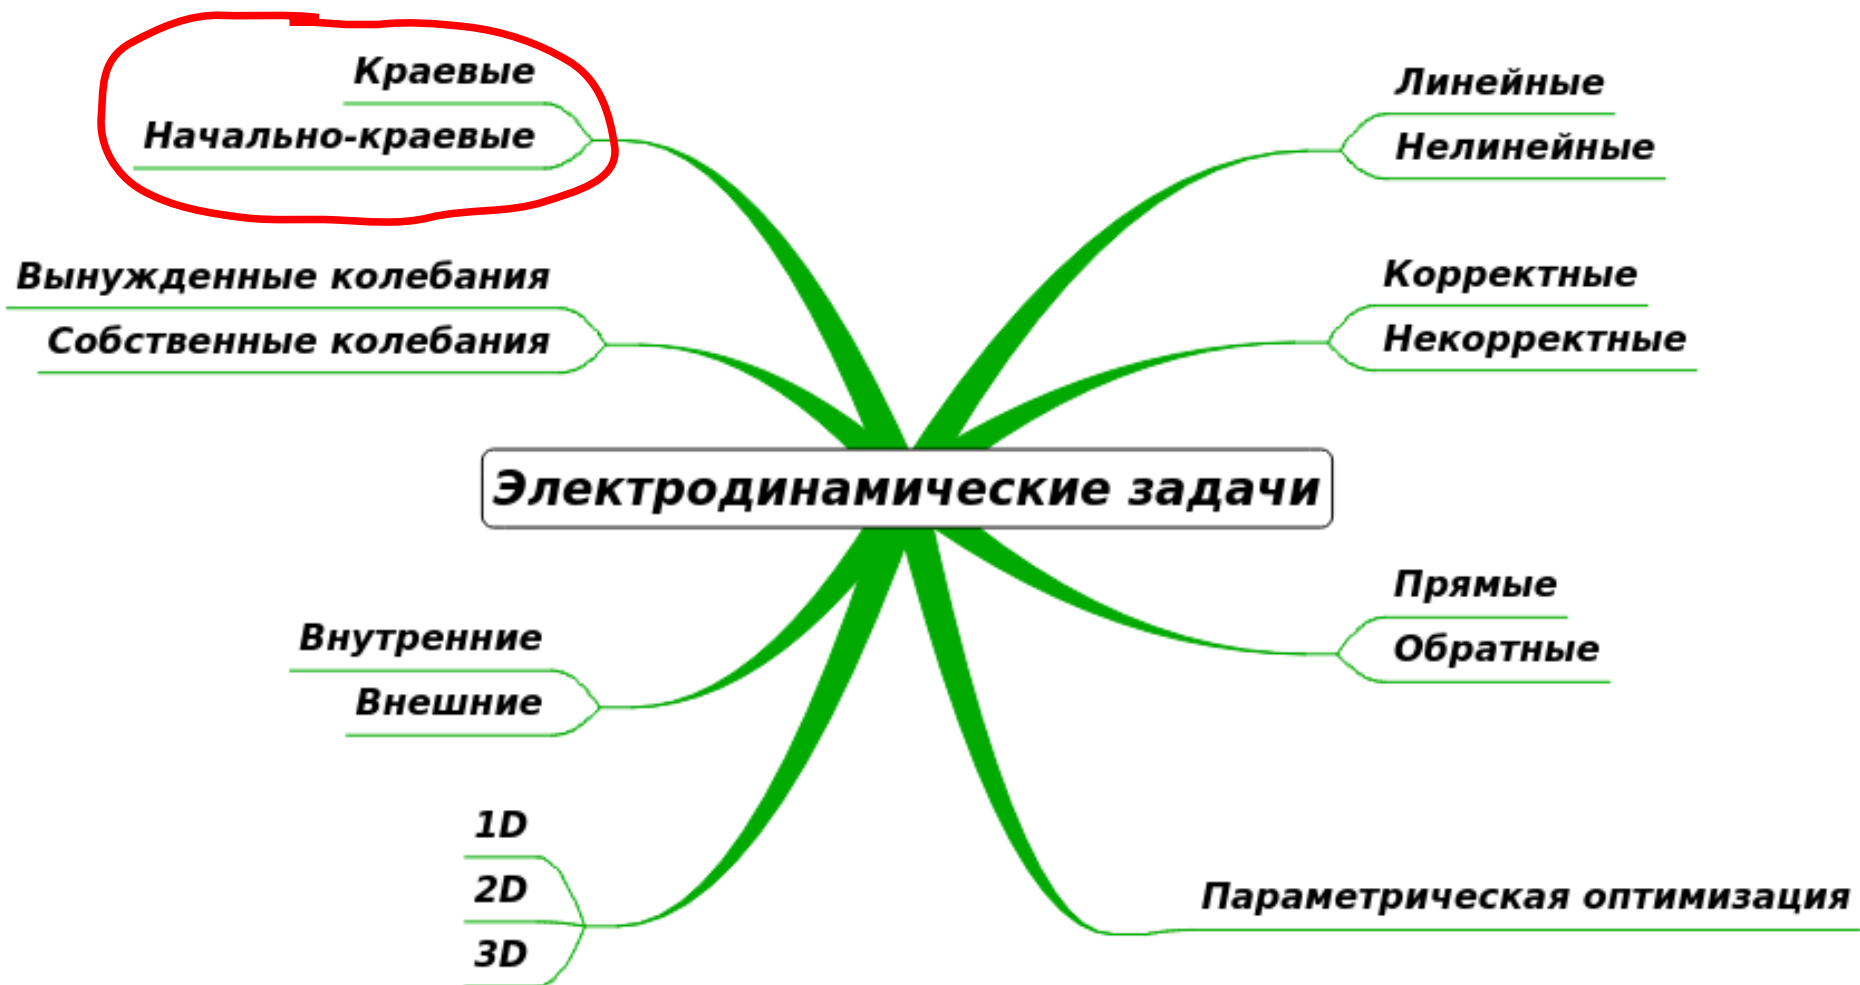 Краевые
Начально-краевые
Вынужденные колебания
Собственные колебания
Линейные
Нелинейные
Корректные
Некорректные
Электродинамические задачи
Внутренние
Внешние
1D
2D
3D
Прямые
Обратные
Параметрическая оптимизация